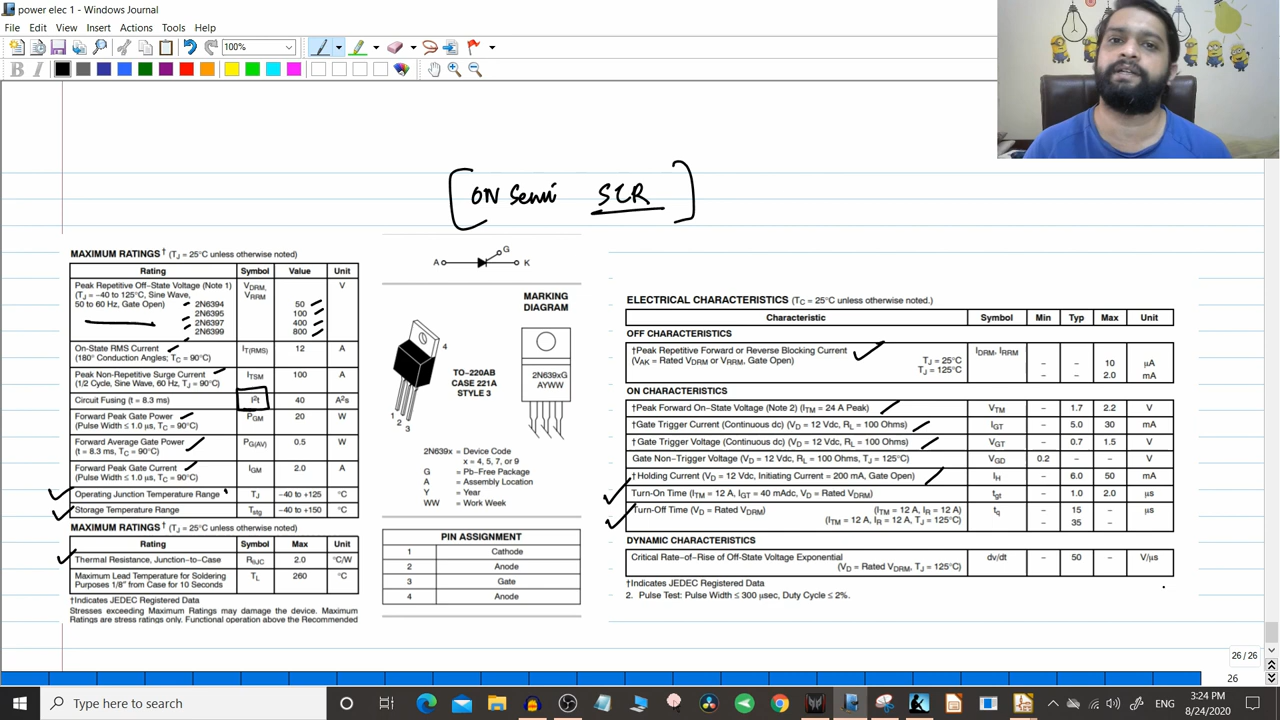 power elec 1 - Windows Journal
File Edit View Insert Actions Tools Help
100%
B I
ON Semi SCR
MAXIMUM RATINGS† (TJ = 25°C unless otherwise noted)
Rating Symbol Value Unit
Peak Repetitive Off-State Voltage (Note 1) VDRM, V
(TJ = −40 to 125°C, Sine Wave, VRRM
50 to 60 Hz, Gate Open) 2N6394 50
2N6395 100
2N6397 400
2N6399 800
On-State RMS Current IT(RMS) 12 A
(180° Conduction Angles; TC = 90°C)
Peak Non-Repetitive Surge Current ITSM 100 A
(1/2 Cycle, Sine Wave, 60 Hz, TJ = 90°C)
Circuit Fusing (t = 8.3 ms) I²t 40 A²s
Forward Peak Gate Power PGM 20 W
(Pulse Width ≤ 1.0 µs, TC = 90°C)
Forward Average Gate Power PG(AV) 0.5 W
(t = 8.3 ms, TC = 90°C)
Forward Peak Gate Current IGM 2.0 A
(Pulse Width ≤ 1.0 µs, TC = 90°C)
Operating Junction Temperature Range TJ −40 to +125 °C
Storage Temperature Range Tstg −40 to +150 °C
MAXIMUM RATINGS† (TJ = 25°C unless otherwise noted)
Rating Symbol Max Unit
Thermal Resistance, Junction-to-Case RθJC 2.0 °C/W
Maximum Lead Temperature for Soldering TL 260 °C
Purposes 1/8″ from Case for 10 Seconds
†Indicates JEDEC Registered Data
Stresses exceeding Maximum Ratings may damage the device. Maximum
Ratings are stress ratings only. Functional operation above the Recommended
G
A K
MARKING
DIAGRAM
4
1
2
3
TO-220AB
CASE 221A
STYLE 3
2N639xG
AYWW
2N639x = Device Code
x = 4, 5, 7, or 9
G = Pb-Free Package
A = Assembly Location
Y = Year
WW = Work Week
PIN ASSIGNMENT
1 Cathode
2 Anode
3 Gate
4 Anode
ELECTRICAL CHARACTERISTICS (TC = 25°C unless otherwise noted.)
Characteristic Symbol Min Typ Max Unit
OFF CHARACTERISTICS
†Peak Repetitive Forward or Reverse Blocking Current IDRM, IRRM
(VAK = Rated VDRM or VRRM, Gate Open) TJ = 25°C − − 10 µA
TJ = 125°C − − 2.0 mA
ON CHARACTERISTICS
†Peak Forward On-State Voltage (Note 2) (ITM = 24 A Peak) VTM − 1.7 2.2 V
†Gate Trigger Current (Continuous dc) (VD = 12 Vdc, RL = 100 Ohms) IGT − 5.0 30 mA
†Gate Trigger Voltage (Continuous dc) (VD = 12 Vdc, RL = 100 Ohms) VGT − 0.7 1.5 V
Gate Non-Trigger Voltage (VD = 12 Vdc, RL = 100 Ohms, TJ = 125°C) VGD 0.2 − − V
†Holding Current (VD = 12 Vdc, Initiating Current = 200 mA, Gate Open) IH − 6.0 50 mA
Turn-On Time (ITM = 12 A, IGT = 40 mAdc, VD = Rated VDRM) tgt − 1.0 2.0 µs
Turn-Off Time (VD = Rated VDRM) (ITM = 12 A, IR = 12 A) tq − 15 − µs
(ITM = 12 A, IR = 12 A, TJ = 125°C) − 35 −
DYNAMIC CHARACTERISTICS
Critical Rate-of-Rise of Off-State Voltage Exponential dv/dt − 50 − V/µs
(VD = Rated VDRM, TJ = 125°C)
†Indicates JEDEC Registered Data
2. Pulse Test: Pulse Width ≤ 300 µsec, Duty Cycle ≤ 2%.
26 / 26
26
Type here to search
ENG
3:24 PM
8/24/2020